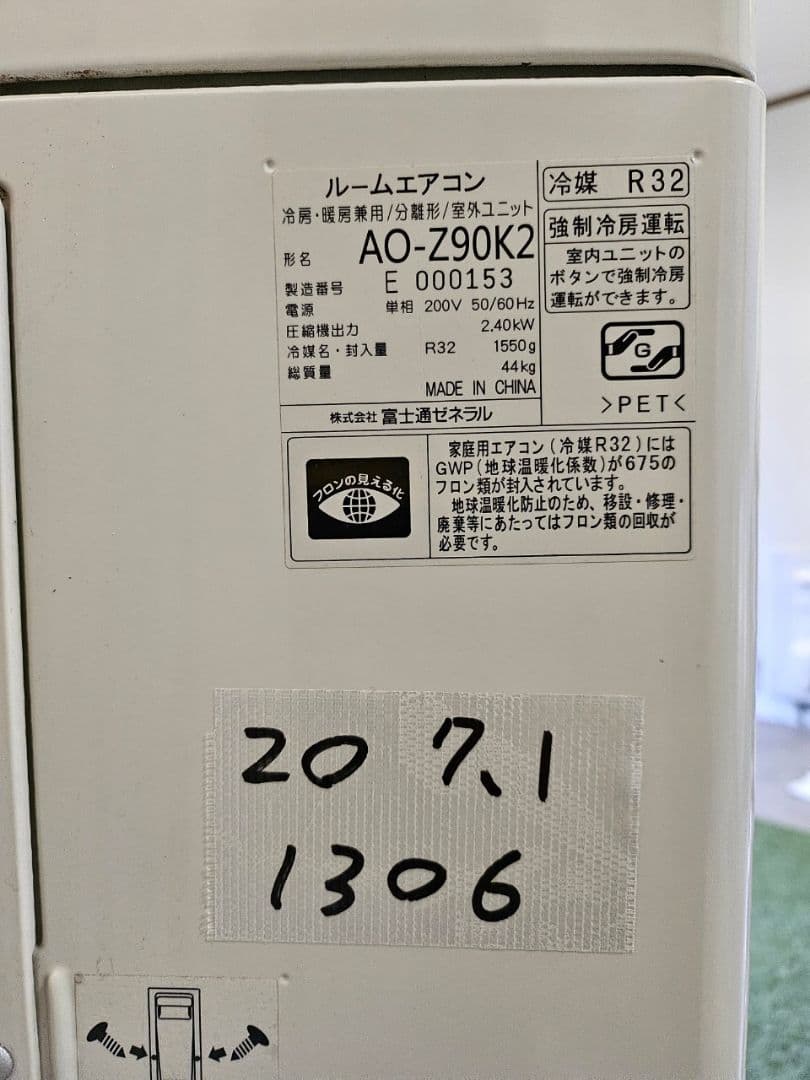 ルームエアコン
冷房・暖房兼用/分離形/室外ユニット
形名 AO-Z90K2
製造番号 E 000153
電源 単相 200V 50/60Hz
圧縮機出力 2.40kW
冷媒名・封入量 R32 1550g
総質量 44kg
MADE IN CHINA
株式会社 富士通ゼネラル
冷媒 R32
強制冷房運転
室内ユニットの
ボタンで強制冷房
運転ができます。
G
>PET<
フロンの見える化
家庭用エアコン(冷媒R32)には
GWP(地球温暖化係数)が675の
フロン類が封入されています。
地球温暖化防止のため、移設・修理・
廃棄等にあたってはフロン類の回収が
必要です。
20 7、1
1306